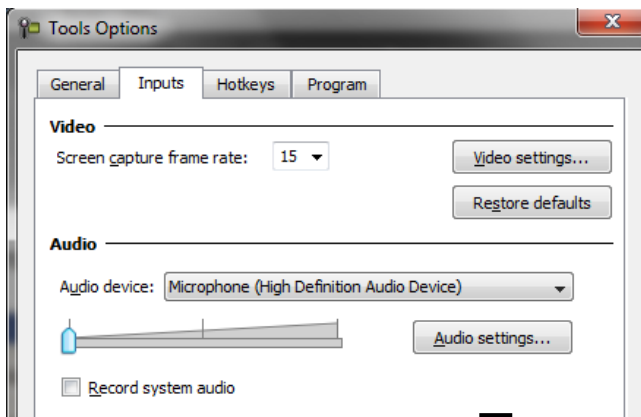 Tools Options
General Inputs Hotkeys Program
Video
Screen capture frame rate: 15 Video settings...
Restore defaults
Audio
Audio device: Microphone (High Definition Audio Device)
Audio settings...
Record system audio